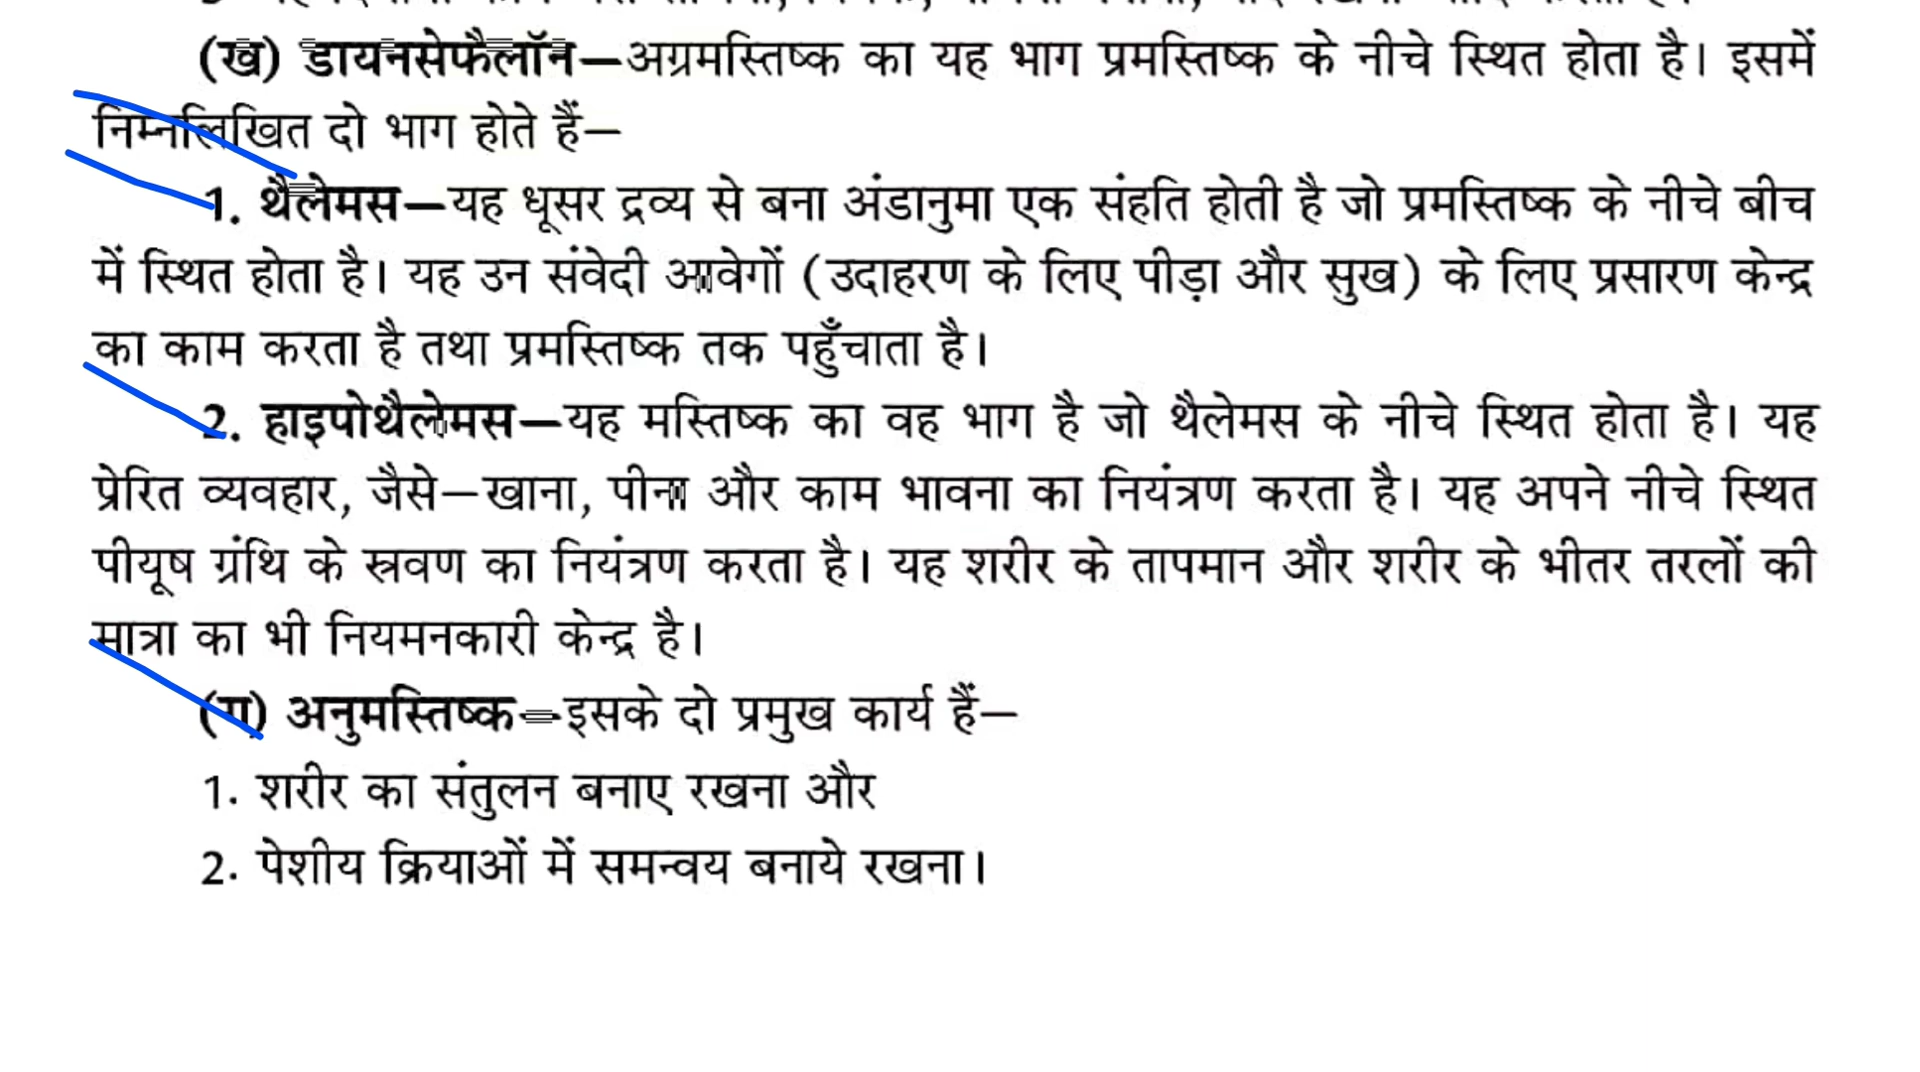 (ख) डायनसेफैलॉन—अग्रमस्तिष्क का यह भाग प्रमस्तिष्क के नीचे स्थित होता है। इसमें
निम्नलिखित दो भाग होते हैं—
1. थैलेमस—यह धूसर द्रव्य से बना अंडानुमा एक संहति होती है जो प्रमस्तिष्क के नीचे बीच
में स्थित होता है। यह उन संवेदी आवेगों (उदाहरण के लिए पीड़ा और सुख) के लिए प्रसारण केन्द्र
का काम करता है तथा प्रमस्तिष्क तक पहुँचाता है।
2. हाइपोथैलेमस—यह मस्तिष्क का वह भाग है जो थैलेमस के नीचे स्थित होता है। यह
प्रेरित व्यवहार, जैसे—खाना, पीना और काम भावना का नियंत्रण करता है। यह अपने नीचे स्थित
पीयूष ग्रंथि के स्रवण का नियंत्रण करता है। यह शरीर के तापमान और शरीर के भीतर तरलों की
मात्रा का भी नियमनकारी केन्द्र है।
(ग) अनुमस्तिष्क—इसके दो प्रमुख कार्य हैं—
1. शरीर का संतुलन बनाए रखना और
2. पेशीय क्रियाओं में समन्वय बनाये रखना।